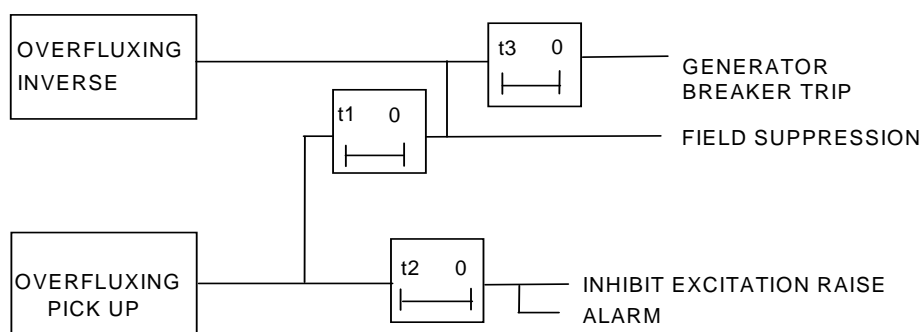 OVERFLUXING
INVERSE
t3 0
GENERATOR
BREAKER TRIP
t1 0
FIELD SUPPRESSION
OVERFLUXING
PICK UP
t2 0
INHIBIT EXCITATION RAISE
ALARM